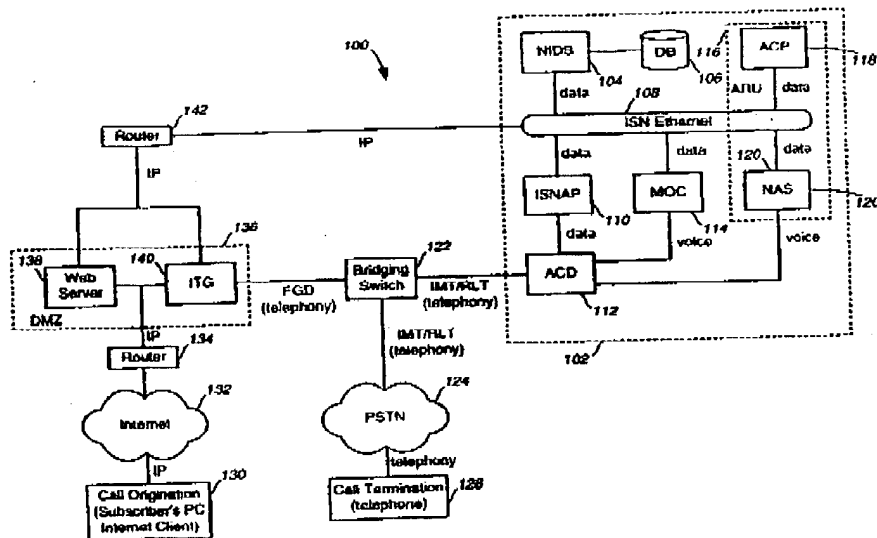 100
NIDS
104
DB
106
116
ACP
118
ARU
data
data
108
ISN Ethernet
142
Router
IP
IP
data
data
data
120
ISNAP
110
MOC
114
NAS
120
data
voice
voice
136
138
Web
Server
140
ITG
DMZ
FGD
(telephony)
122
Bridging
Switch
IMT/RLT
(telephony)
ACD
112
102
IP
Router
134
IMT/RLT
(telephony)
132
Internet
124
PSTN
IP
130
Call Origination
(Subscriber's PC
Internet Client)
telephony
Call Termination
(telephone)